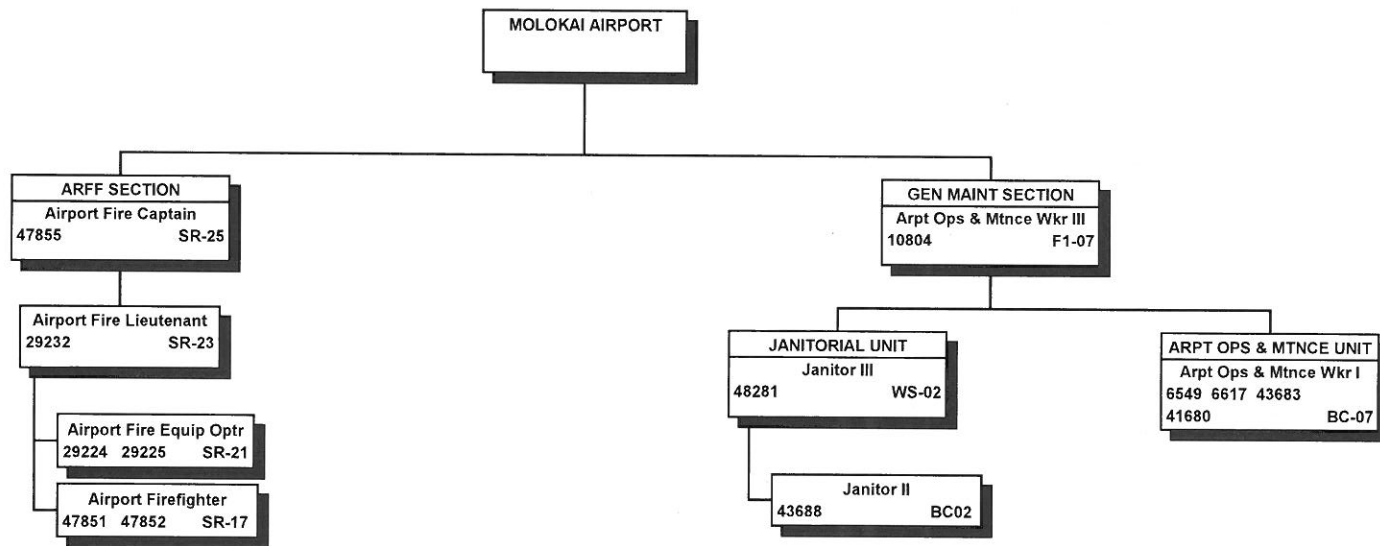 MOLOKAI AIRPORT
ARFF SECTION
Airport Fire Captain
47855 SR-25
Airport Fire Lieutenant
29232 SR-23
Airport Fire Equip Optr
29224 29225 SR-21
Airport Firefighter
47851 47852 SR-17
GEN MAINT SECTION
Arpt Ops & Mtnce Wkr III
10804 F1-07
JANITORIAL UNIT
Janitor III
48281 WS-02
Janitor II
43688 BC02
ARPT OPS & MTNCE UNIT
Arpt Ops & Mtnce Wkr I
6549 6617 43683
41680 BC-07